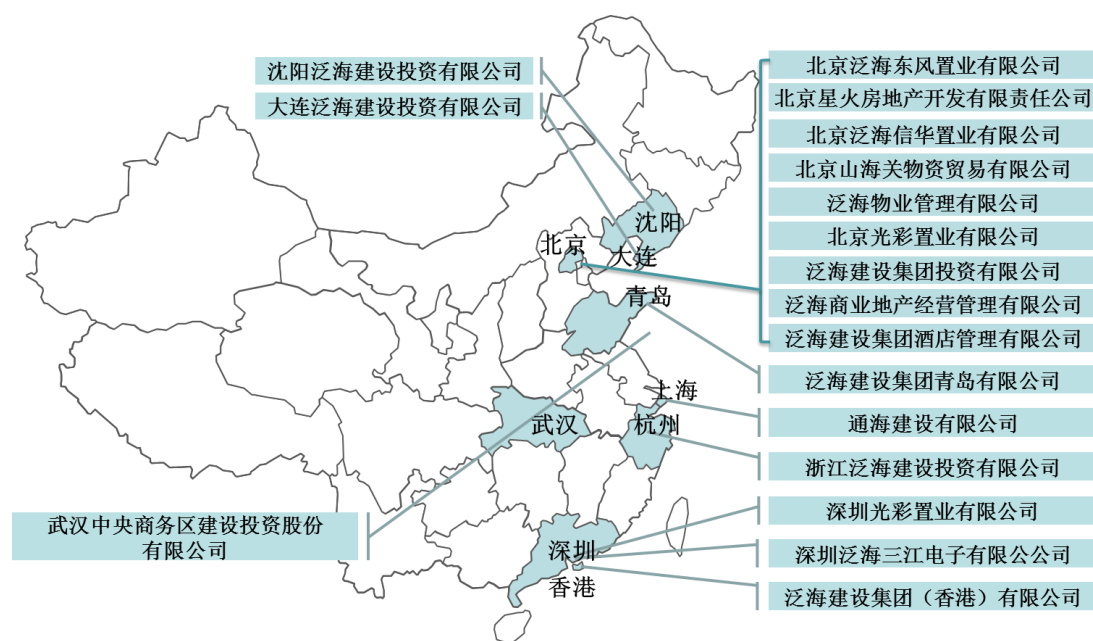 沈阳泛海建设投资有限公司
大连泛海建设投资有限公司
北京泛海东风置业有限公司
北京星火房地产开发有限责任公司
北京泛海信华置业有限公司
北京山海关物资贸易有限公司
泛海物业管理有限公司
北京光彩置业有限公司
泛海建设集团投资有限公司
泛海商业地产经营管理有限公司
泛海建设集团酒店管理有限公司
泛海建设集团青岛有限公司
通海建设有限公司
浙江泛海建设投资有限公司
深圳光彩置业有限公司
深圳泛海三江电子有限公公司
泛海建设集团（香港）有限公司
沈阳
北京
大连
青岛
上海
武汉
杭州
深圳
香港
武汉中央商务区建设投资股份
有限公司